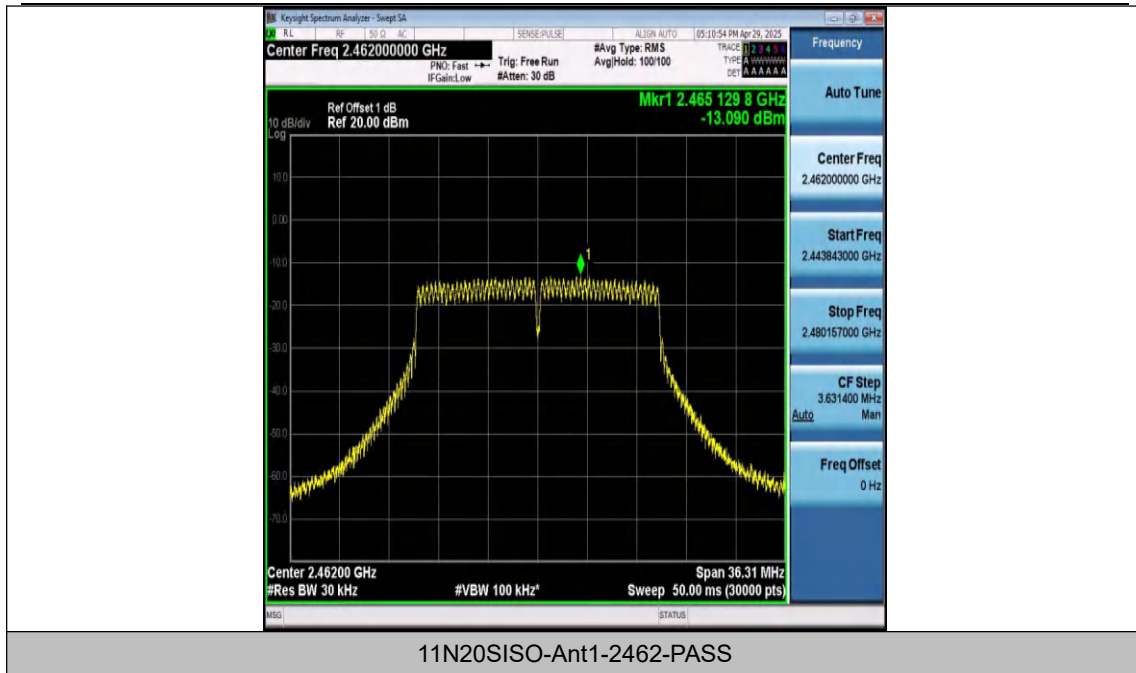 Keysight Spectrum Analyzer - Swept SA
RL RF 50 Ω AC SENSE:PULSE ALIGN AUTO 05:10:54 PM Apr 29, 2025
Center Freq 2.462000000 GHz #Avg Type: RMS TRACE 1 2 3 4 5 6
PNO: Fast Trig: Free Run Avg|Hold: 100/100 TYPE A WWWWW
IFGain:Low #Atten: 30 dB DET A A A A A A
Frequency
Auto Tune
Mkr1 2.465 129 8 GHz
-13.090 dBm
Ref Offset 1 dB
10 dB/div Ref 20.00 dBm
Log
10.0
0.00
-10.0
-20.0
-30.0
-40.0
-50.0
-60.0
-70.0
1
Center Freq
2.462000000 GHz
Start Freq
2.443843000 GHz
Stop Freq
2.480157000 GHz
CF Step
3.631400 MHz
Auto Man
Freq Offset
0 Hz
Center 2.46200 GHz Span 36.31 MHz
#Res BW 30 kHz #VBW 100 kHz* Sweep 50.00 ms (30000 pts)
MSG STATUS
11N20SISO-Ant1-2462-PASS